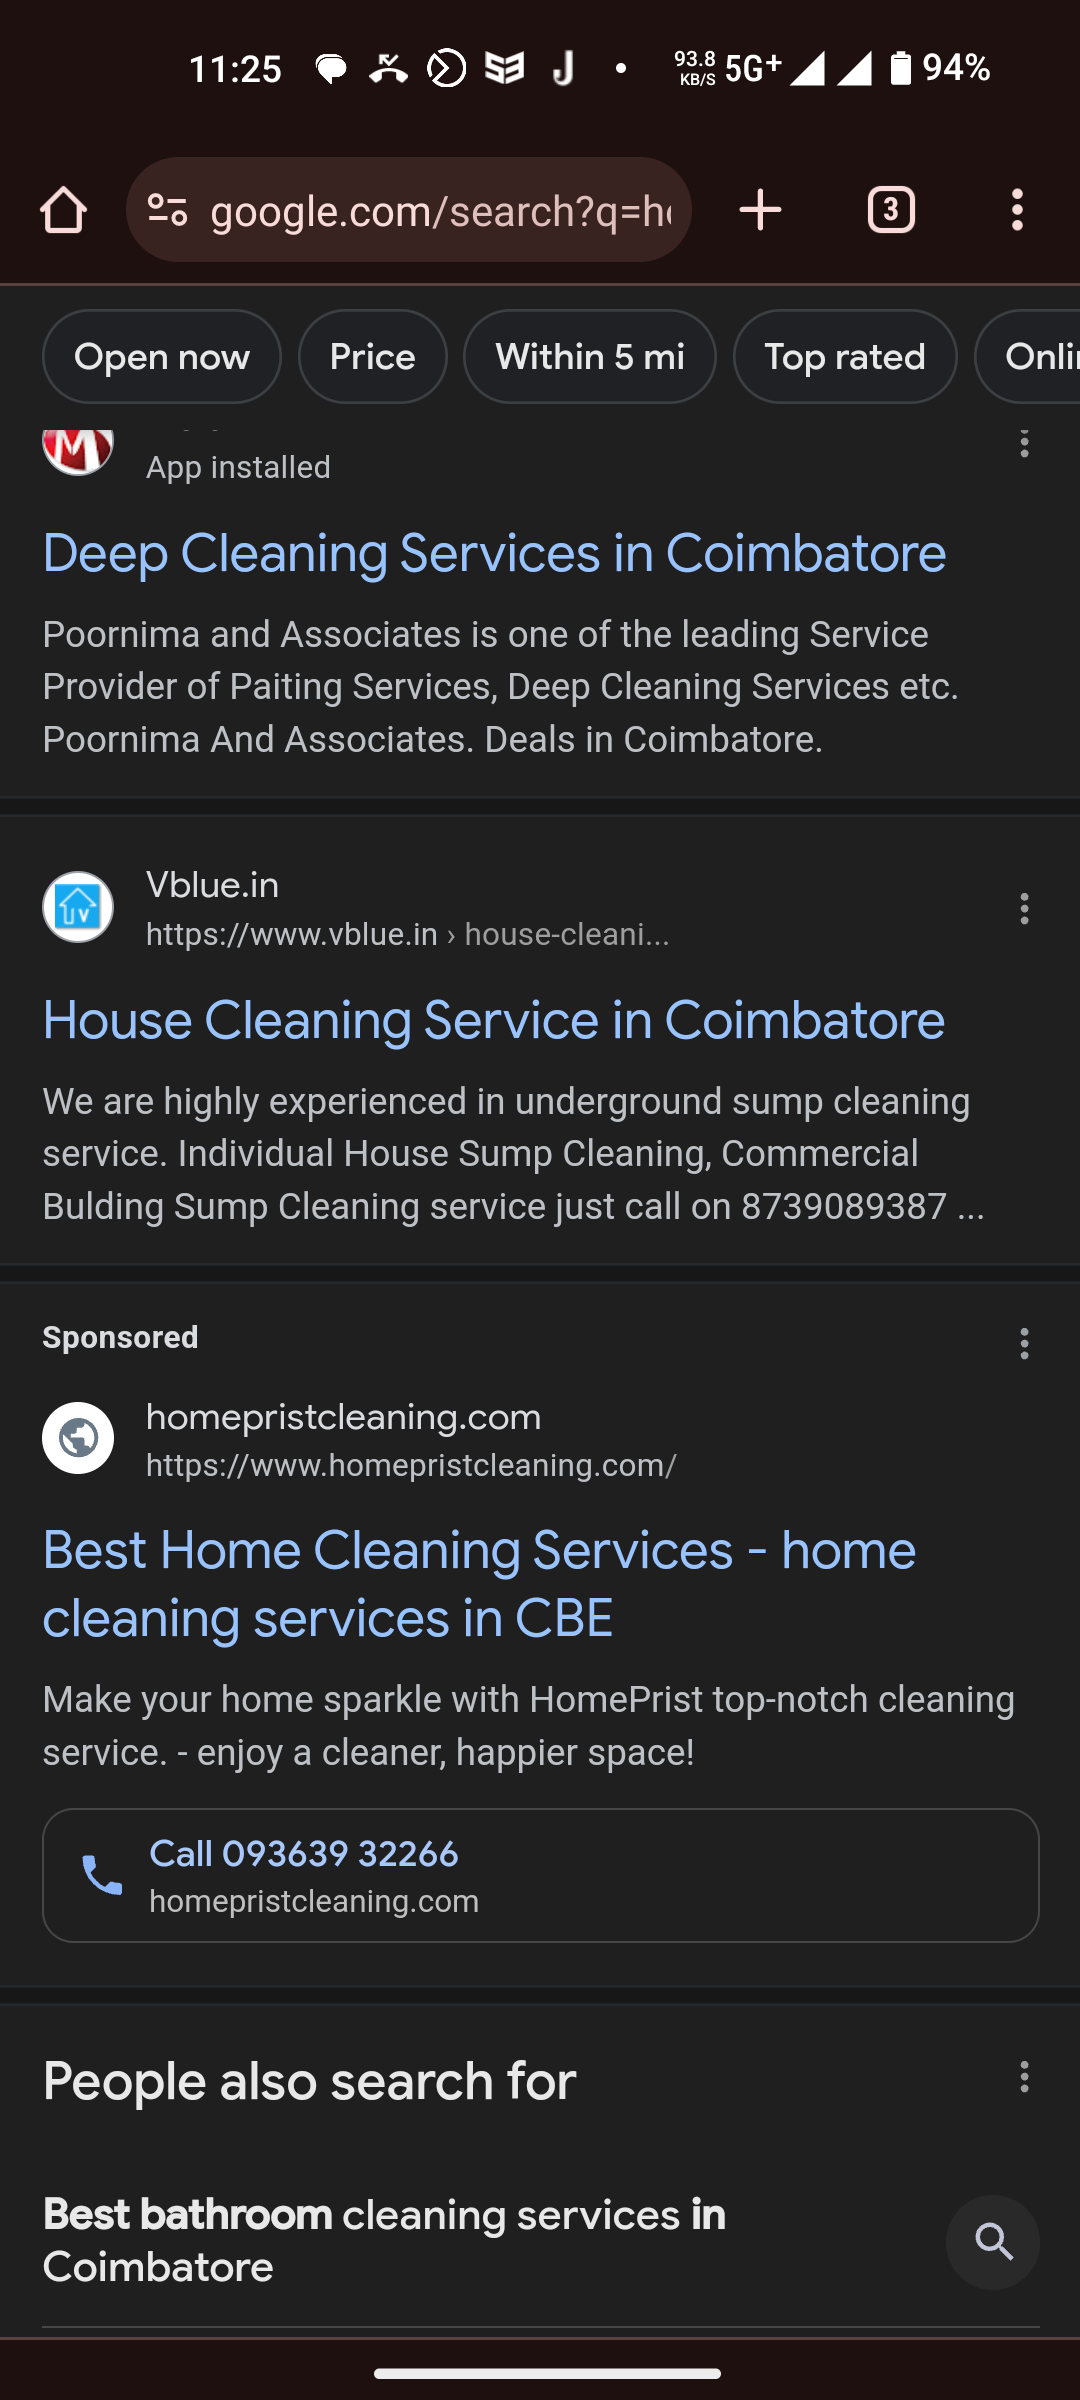 11:25
93.8 KB/S 5G+ 94%
google.com/search?q=h
3
Open now Price Within 5 mi Top rated Onli
M
App installed
Deep Cleaning Services in Coimbatore
Poornima and Associates is one of the leading Service
Provider of Paiting Services, Deep Cleaning Services etc.
Poornima And Associates. Deals in Coimbatore.
V
Vblue.in
https://www.vblue.in › house-cleani...
House Cleaning Service in Coimbatore
We are highly experienced in underground sump cleaning
service. Individual House Sump Cleaning, Commercial
Bulding Sump Cleaning service just call on 8739089387 ...
Sponsored
homepristcleaning.com
https://www.homepristcleaning.com/
Best Home Cleaning Services - home
cleaning services in CBE
Make your home sparkle with HomePrist top-notch cleaning
service. - enjoy a cleaner, happier space!
Call 093639 32266
homepristcleaning.com
People also search for
Best bathroom cleaning services in
Coimbatore